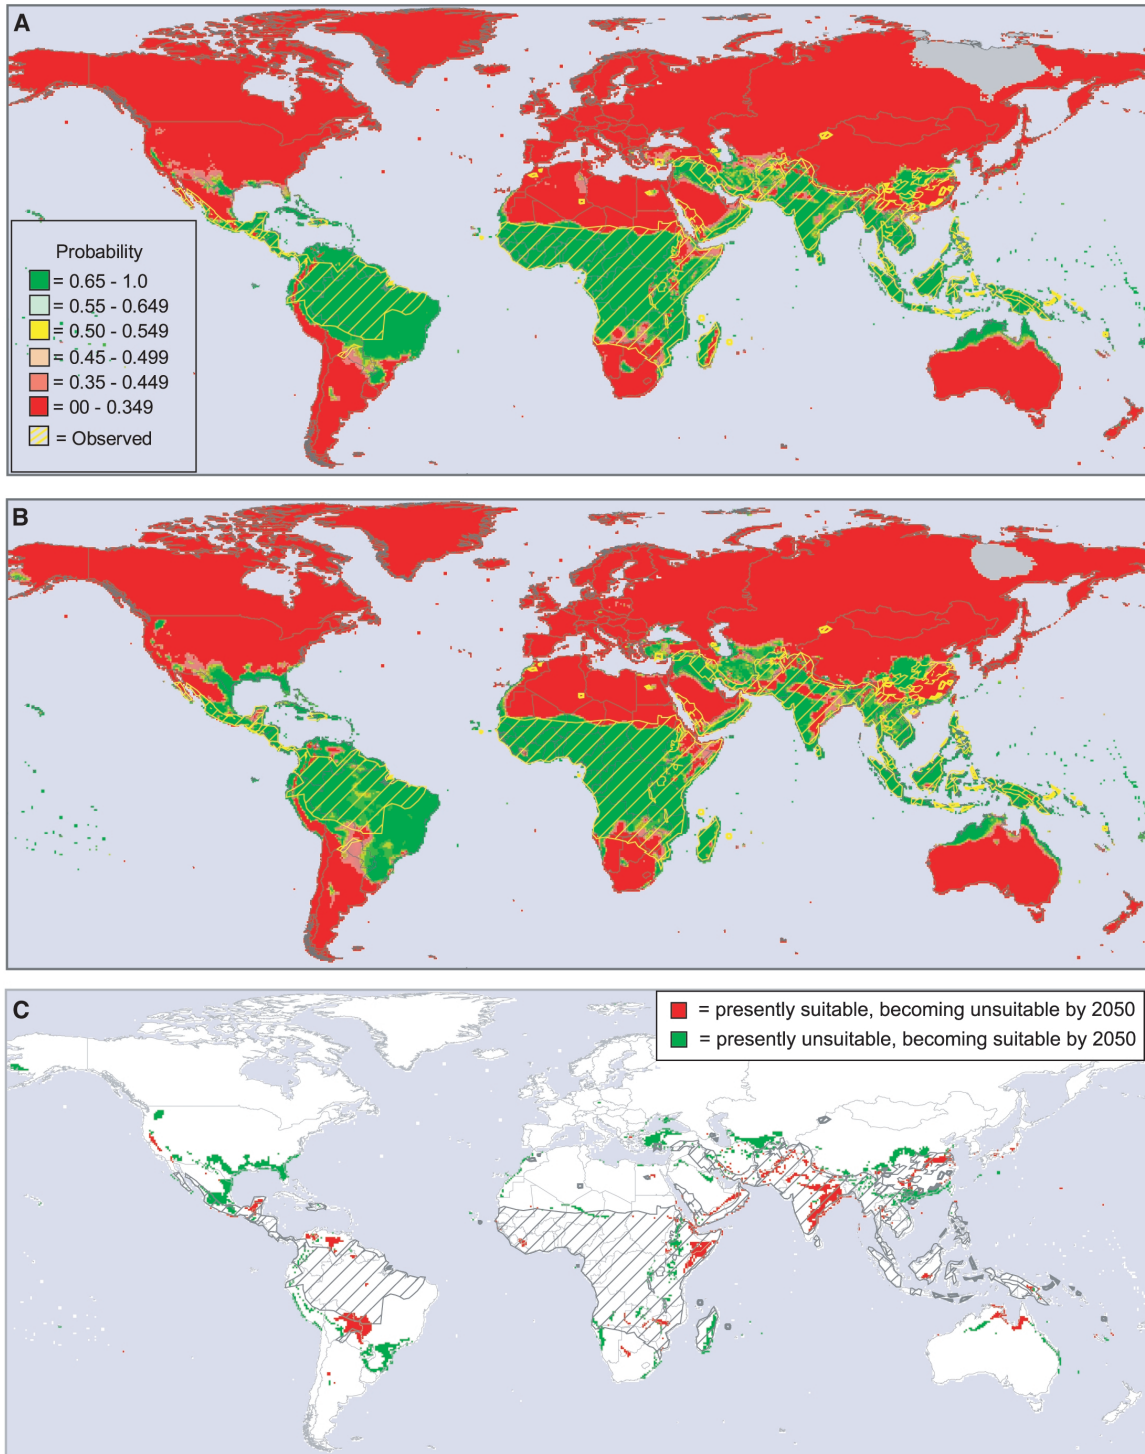 A
Probability
= 0.65 - 1.0
= 0.55 - 0.649
= 0.50 - 0.549
= 0.45 - 0.499
= 0.35 - 0.449
= 00 - 0.349
= Observed
B
C
= presently suitable, becoming unsuitable by 2050
= presently unsuitable, becoming suitable by 2050